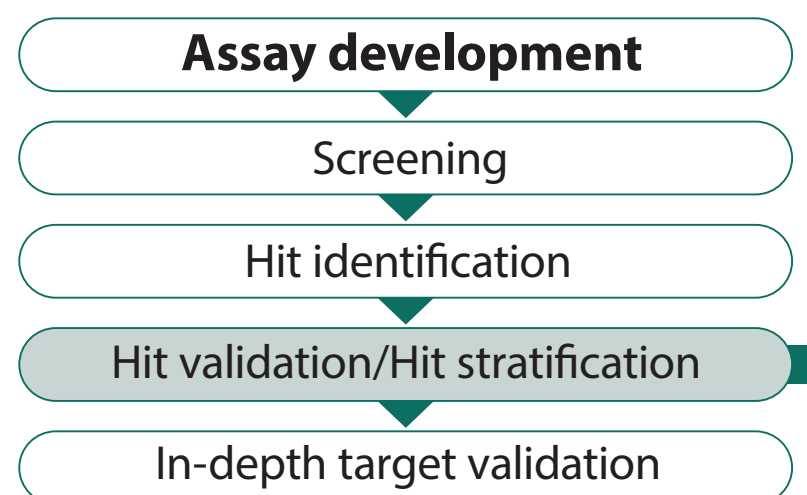 Assay development
Screening
Hit identification
Hit validation/Hit stratification
In-depth target validation